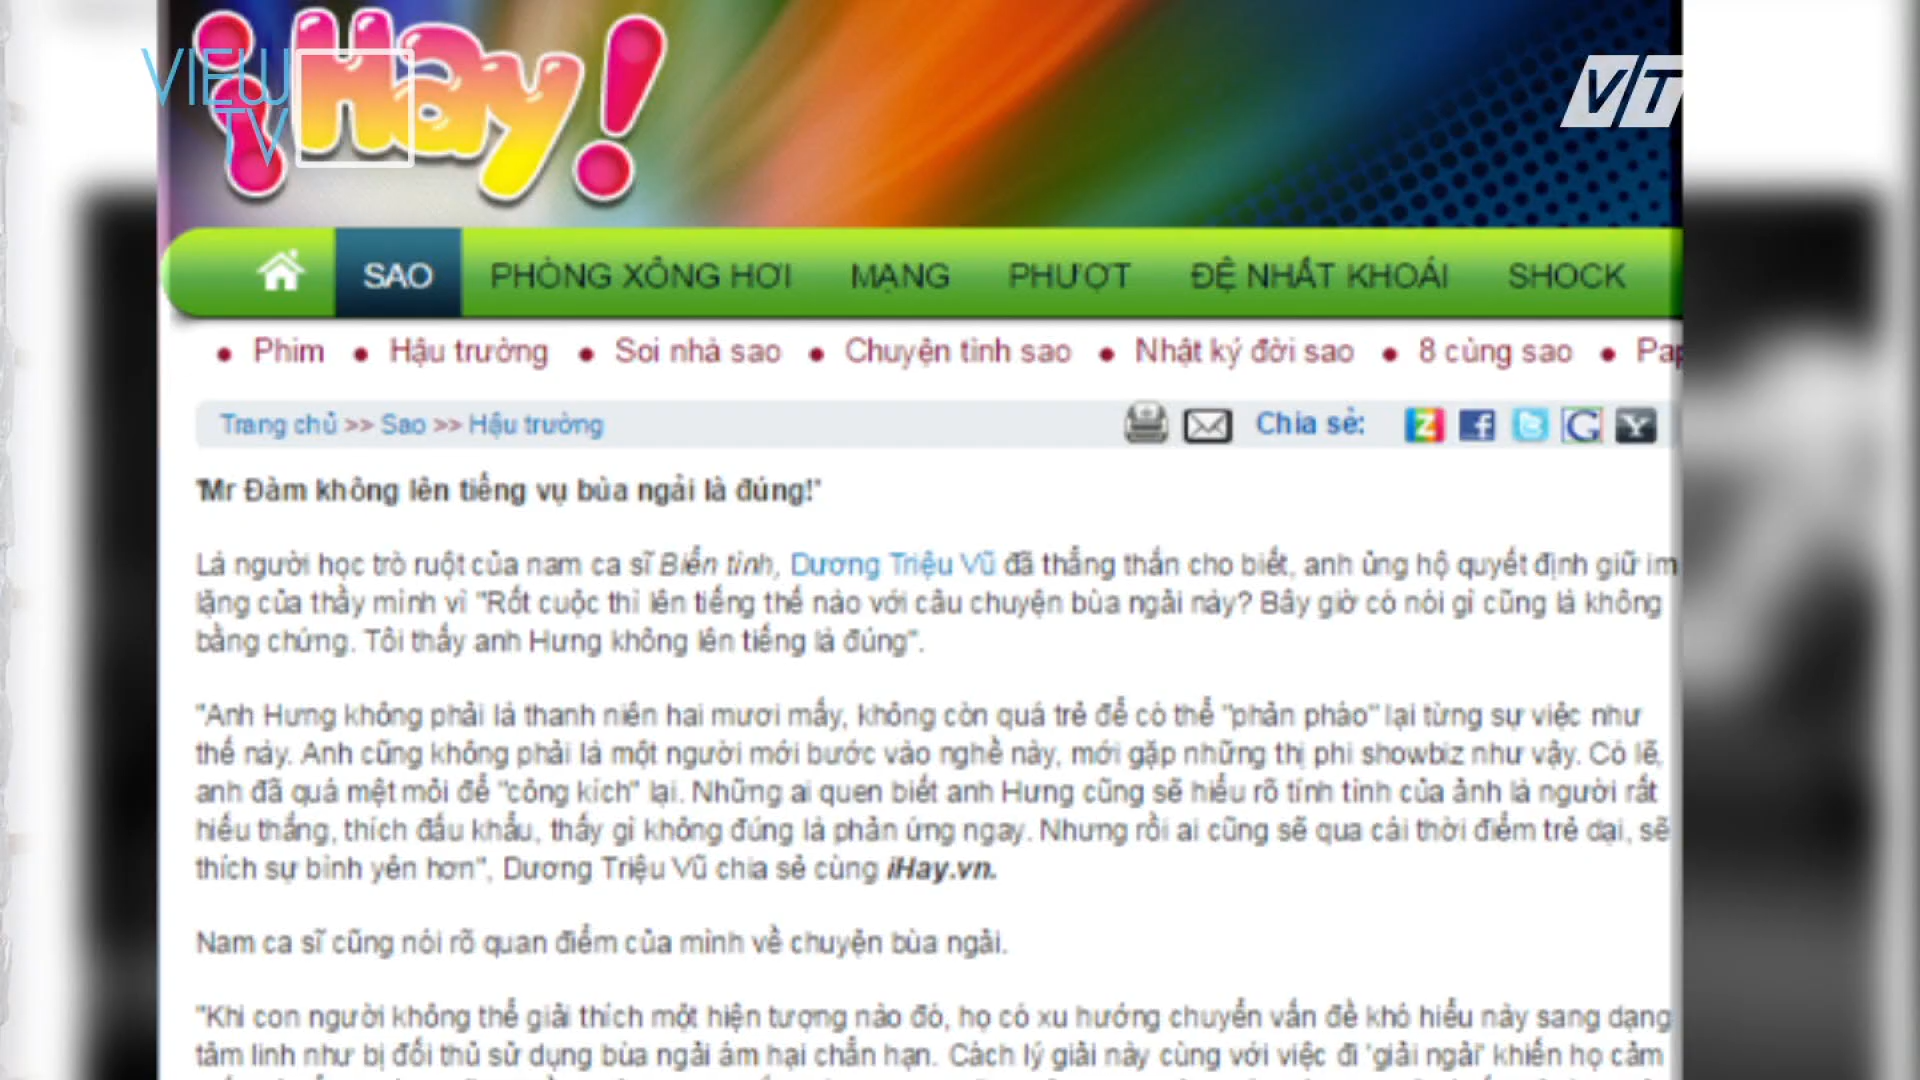 ¡Hay!
VIEW
TV
VT
SAO PHÒNG XÔNG HƠI MẠNG PHƯỢT ĐỆ NHẤT KHOÁI SHOCK
Phim Hậu trường Soi nhà sao Chuyện tình sao Nhật ký đời sao 8 cùng sao Pap
Trang chủ >> Sao >> Hậu trường Chia sẻ:
'Mr Đàm không lên tiếng vụ bùa ngải là đúng!'
Là người học trò ruột của nam ca sĩ Biển tình, Dương Triệu Vũ đã thẳng thắn cho biết, anh ủng hộ quyết định giữ im
lặng của thầy mình vì "Rốt cuộc thì lên tiếng thế nào với câu chuyện bùa ngải này? Bây giờ có nói gì cũng là không
bằng chứng. Tôi thấy anh Hưng không lên tiếng là đúng".
"Anh Hưng không phải là thanh niên hai mươi mấy, không còn quá trẻ để có thể "phản pháo" lại từng sự việc như
thế này. Anh cũng không phải là một người mới bước vào nghề này, mới gặp những thị phi showbiz như vậy. Có lẽ,
anh đã quá mệt mỏi để "công kích" lại. Những ai quen biết anh Hưng cũng sẽ hiểu rõ tính tình của ảnh là người rất
hiếu thắng, thích đấu khẩu, thấy gì không đúng là phản ứng ngay. Nhưng rồi ai cũng sẽ qua cái thời điểm trẻ dại, sẽ
thích sự bình yên hơn", Dương Triệu Vũ chia sẻ cùng iHay.vn.
Nam ca sĩ cũng nói rõ quan điểm của mình về chuyện bùa ngải.
"Khi con người không thể giải thích một hiện tượng nào đó, họ có xu hướng chuyển vấn đề khó hiểu này sang dạng
tâm linh như bị đối thủ sử dụng bùa ngải ám hại chẳn hạn. Cách lý giải này cùng với việc đi 'giải ngải' khiến họ cảm